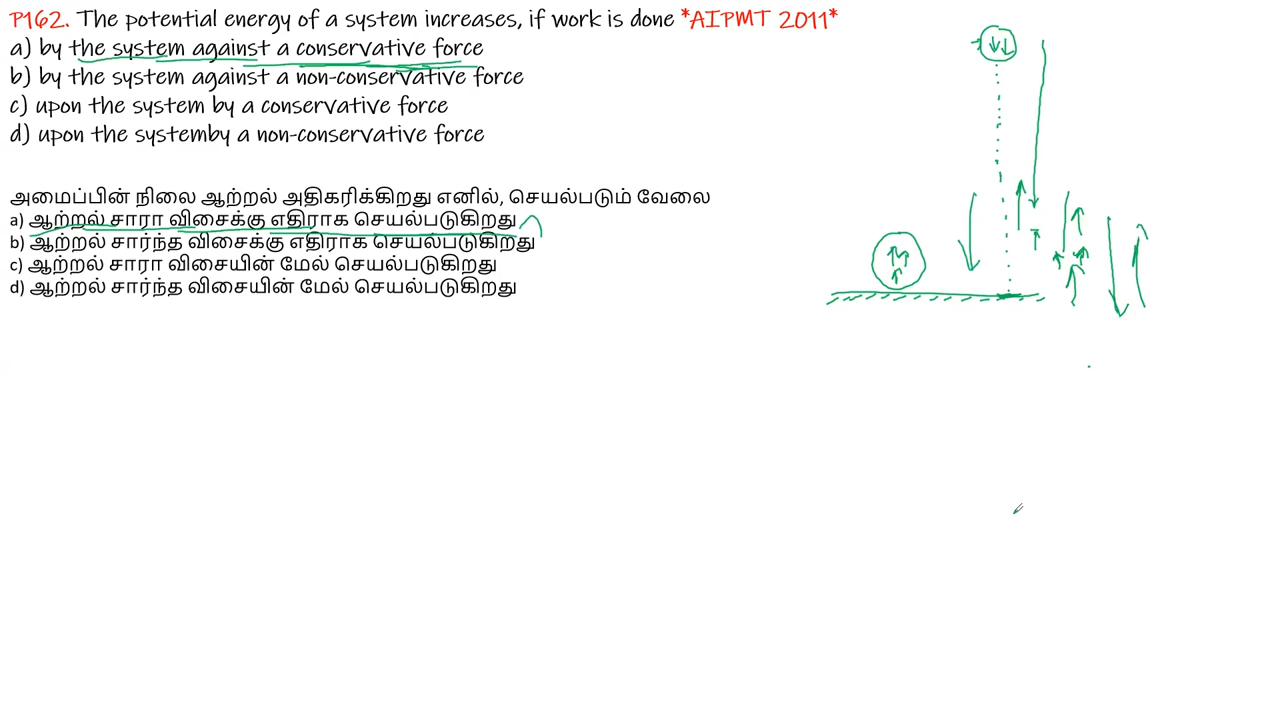 P162. The potential energy of a system increases, if work is done *AIPMT 2011*
a) by the system against a conservative force
b) by the system against a non-conservative force
c) upon the system by a conservative force
d) upon the systemby a non-conservative force
அமைப்பின் நிலை ஆற்றல் அதிகரிக்கிறது எனில், செயல்படும் வேலை
a) ஆற்றல் சாரா விசைக்கு எதிராக செயல்படுகிறது
b) ஆற்றல் சார்ந்த விசைக்கு எதிராக செயல்படுகிறது
c) ஆற்றல் சாரா விசையின் மேல் செயல்படுகிறது
d) ஆற்றல் சார்ந்த விசையின் மேல் செயல்படுகிறது